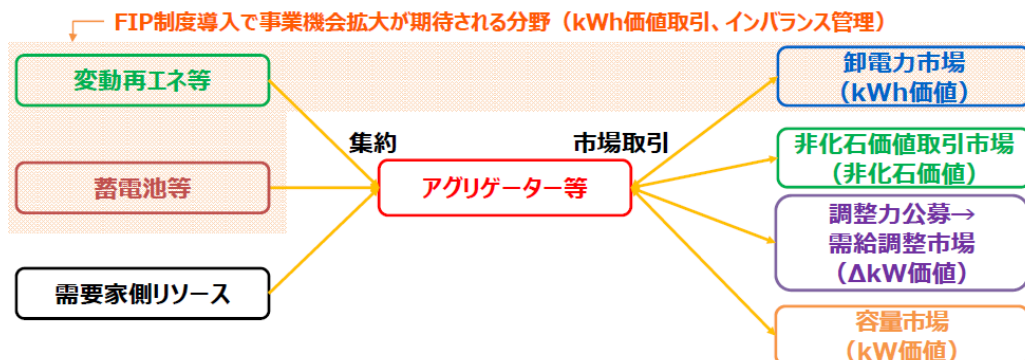 FIP制度導入で事業機会拡大が期待される分野（kWh価値取引、インバランス管理）
変動再エネ等
卸電力市場
（kWh価値）
集約
市場取引
非化石価値取引市場
（非化石価値）
蓄電池等
アグリゲーター等
調整力公募→
需給調整市場
（ΔkW価値）
需要家側リソース
容量市場
（kW価値）